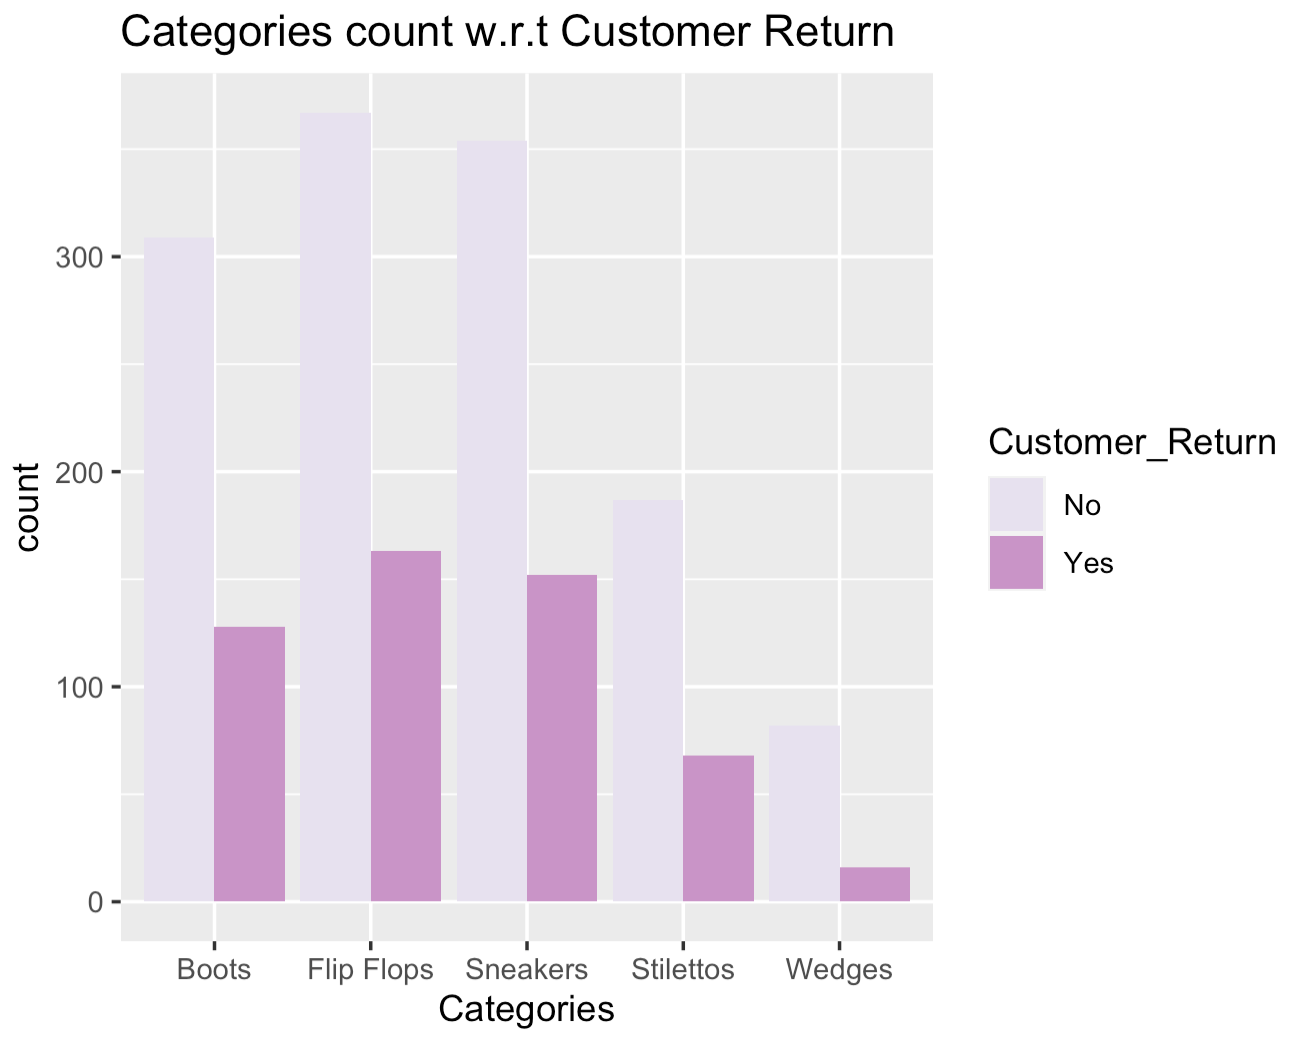 Categories count w.r.t Customer Return
300
200
100
0
count
Boots Flip Flops Sneakers Stilettos Wedges
Categories
Customer_Return
No
Yes